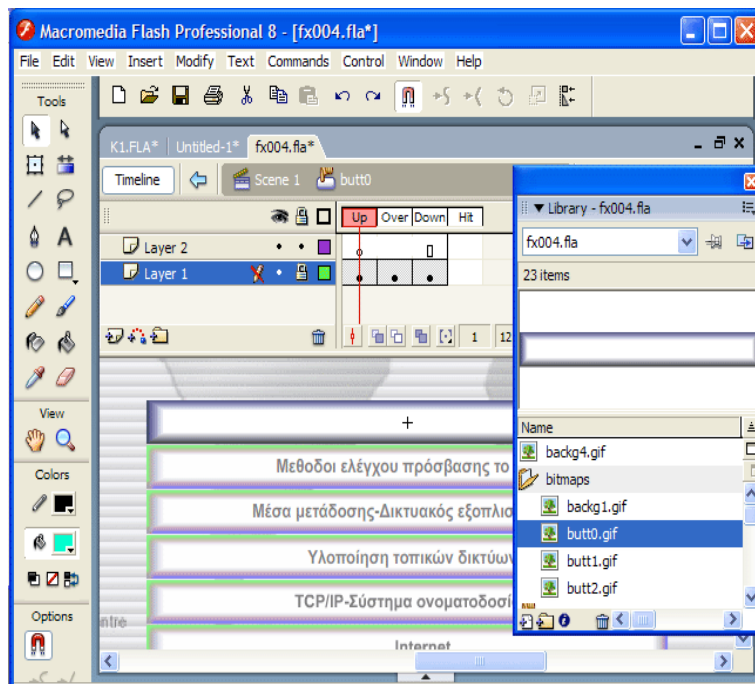 Macromedia Flash Professional 8 - [fx004.fla*]
File Edit View Insert Modify Text Commands Control Window Help
Tools
K1.FLA* Untitled-1* fx004.fla*
Timeline Scene 1 butt0
Up Over Down Hit
Layer 2
Layer 1
1 12
View
Colors
Options
Library - fx004.fla
fx004.fla
23 items
Name
backg4.gif
bitmaps
backg1.gif
butt0.gif
butt1.gif
butt2.gif
Μεθοδοι ελέγχου πρόσβασης το
Μέσα μετάδοσης-Δικτυακός εξοπλισ
Υλοποίηση τοπικών δικτύων
TCP/IP-Σύστημα ονοματοδοσί
Internet